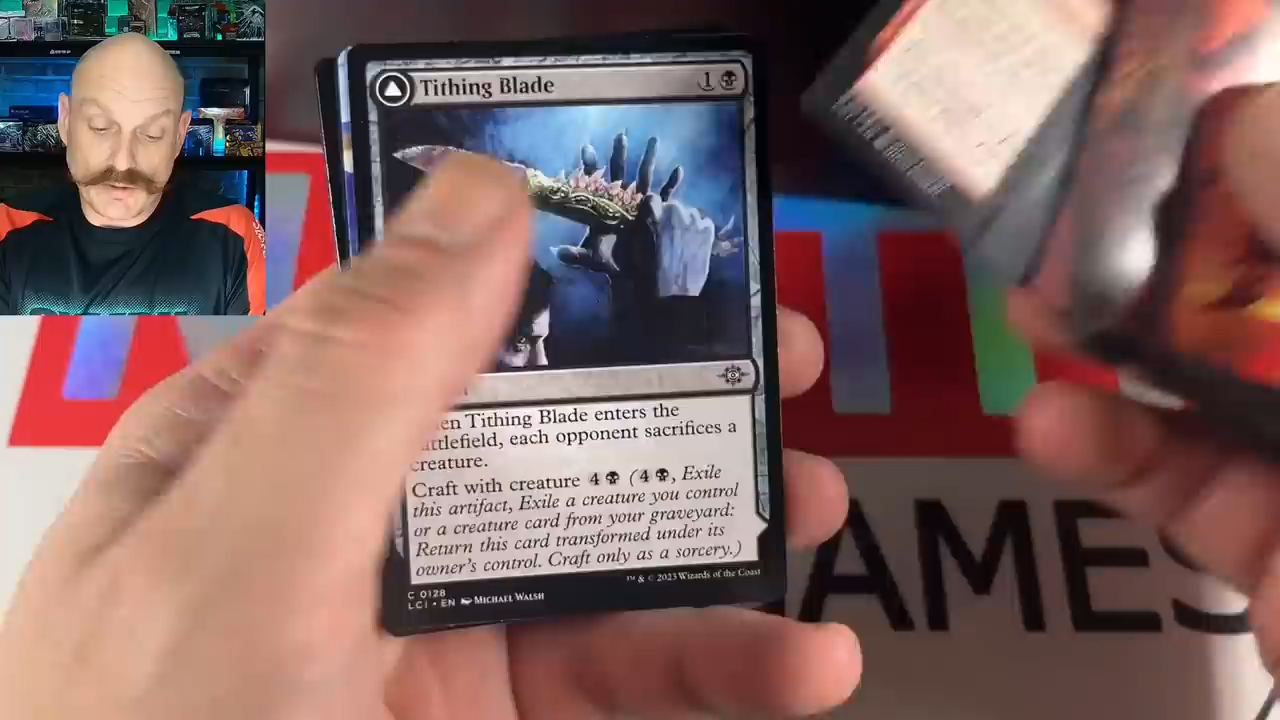 Tithing Blade 1
en Tithing Blade enters the
ttlefield, each opponent sacrifices a
creature.
Craft with creature 4 (4, Exile
this artifact, Exile a creature you control
or a creature card from your graveyard:
Return this card transformed under its
owner's control. Craft only as a sorcery.)
™ & © 2023 Wizards of the Coast
C 0128
LCI • EN MICHAEL WALSH
AMES